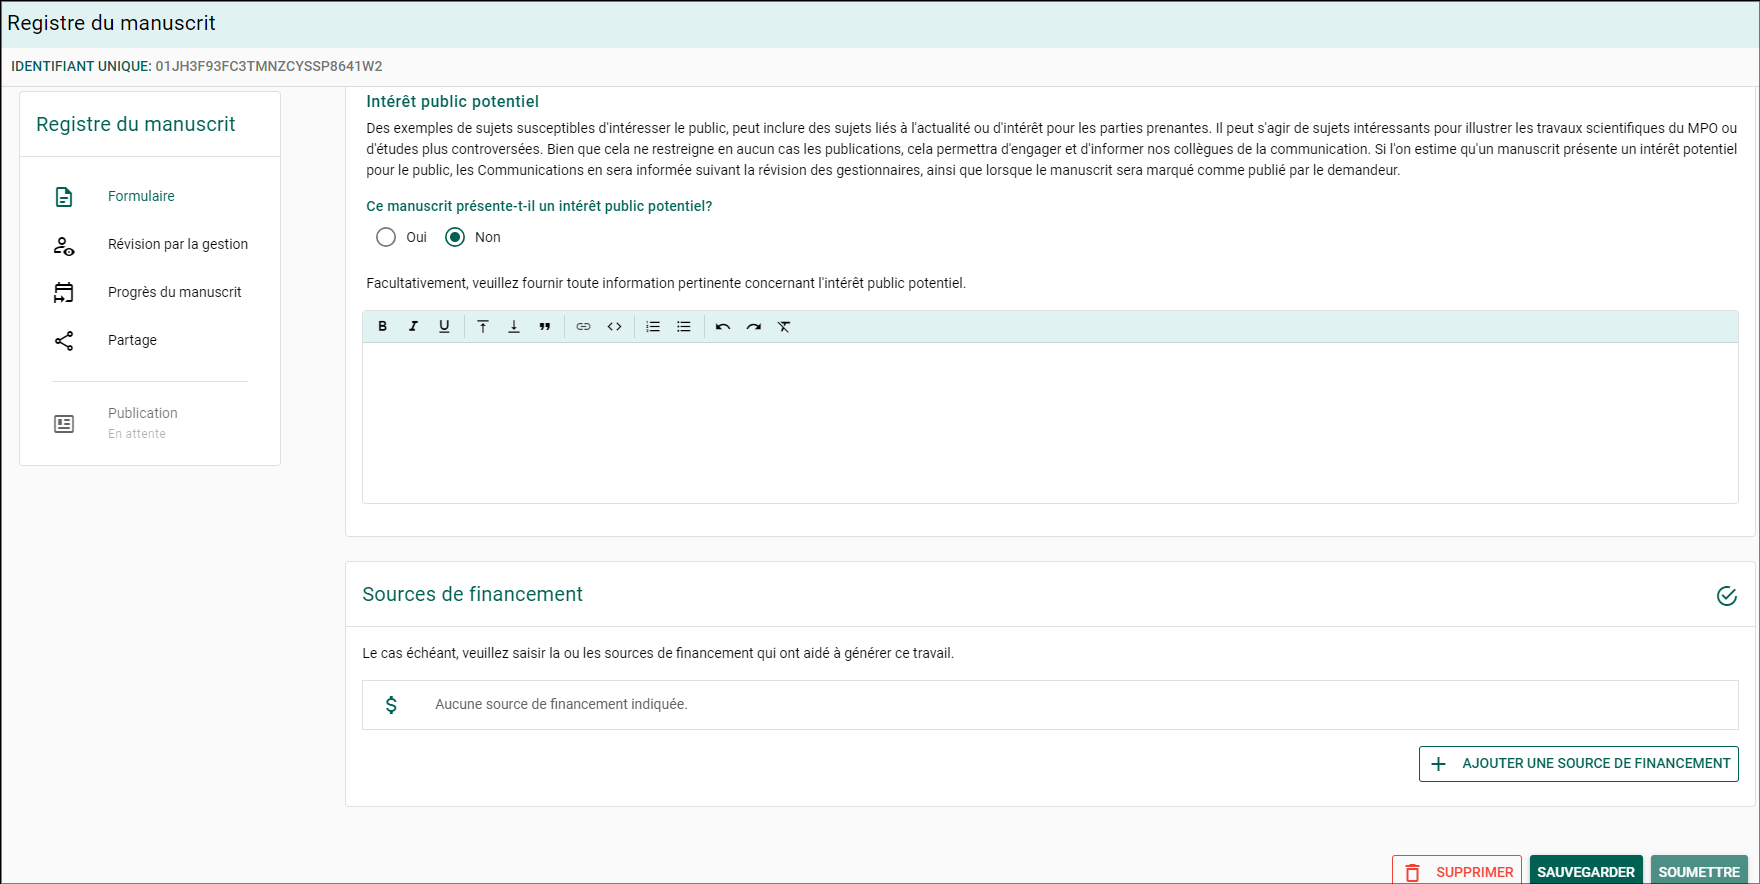 Registre du manuscrit
IDENTIFIANT UNIQUE: 01JH3F93FC3TMNZCYSSP8641W2
Registre du manuscrit
Formulaire
Révision par la gestion
Progrès du manuscrit
Partage
Publication
En attente
Intérêt public potentiel
Des exemples de sujets susceptibles d'intéresser le public, peut inclure des sujets liés à l'actualité ou d'intérêt pour les parties prenantes. Il peut s'agir de sujets intéressants pour illustrer les travaux scientifiques du MPO ou
d'études plus controversées. Bien que cela ne restreigne en aucun cas les publications, cela permettra d'engager et d'informer nos collègues de la communication. Si l'on estime qu'un manuscrit présente un intérêt potentiel
pour le public, les Communications en sera informée suivant la révision des gestionnaires, ainsi que lorsque le manuscrit sera marqué comme publié par le demandeur.
Ce manuscrit présente-t-il un intérêt public potentiel?
Oui Non
Facultativement, veuillez fournir toute information pertinente concernant l'intérêt public potentiel.
Sources de financement
Le cas échéant, veuillez saisir la ou les sources de financement qui ont aidé à générer ce travail.
Aucune source de financement indiquée.
AJOUTER UNE SOURCE DE FINANCEMENT
SUPPRIMER SAUVEGARDER SOUMETTRE